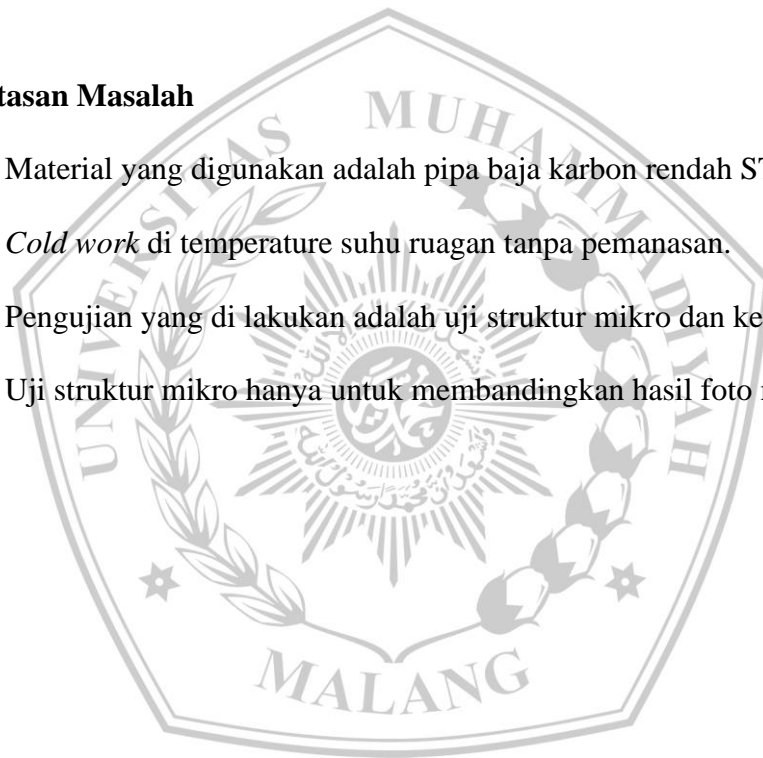 tasan Masalah
Material yang digunakan adalah pipa baja karbon rendah ST
Cold work di temperature suhu ruagan tanpa pemanasan.
Pengujian yang di lakukan adalah uji struktur mikro dan ke
Uji struktur mikro hanya untuk membandingkan hasil foto
UNIVERSITAS MUHAMMADIYAH
MALANG